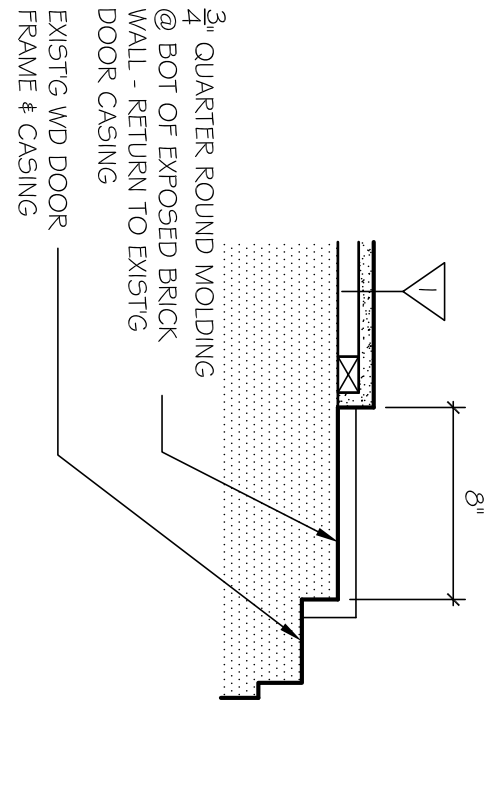 3/4" QUARTER ROUND MOLDING
@ BOT OF EXPOSED BRICK
WALL - RETURN TO EXIST'G
DOOR CASING
EXIST'G WD DOOR
FRAME & CASING
1
8"